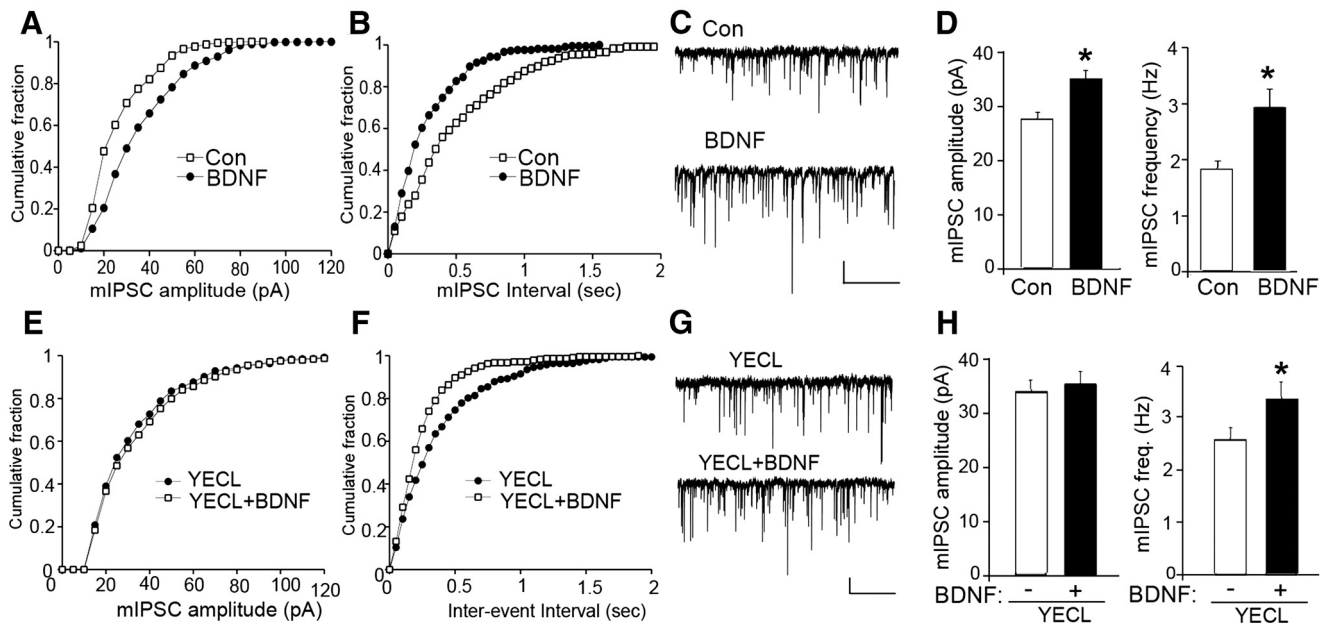 A
Cumulative fraction
1
0.8
0.6
0.4
0.2
0
Con
BDNF
0 20 40 60 80 100 120
mIPSC amplitude (pA)
B
Cumulative fraction
1
0.8
0.6
0.4
0.2
0
Con
BDNF
0 0.5 1 1.5 2
mIPSC Interval (sec)
C
Con
BDNF
D
mIPSC amplitude (pA)
40
10
0
*
Con BDNF
mIPSC frequency (Hz)
4
3
2
1
0
*
Con BDNF
E
Cumulative fraction
1
0.8
0.6
0.4
0.2
0
YECL
YECL+BDNF
0 20 40 60 80 100 120
mIPSC amplitude (pA)
F
Cumulative fraction
1
0.8
0.6
0.4
0.2
0
YECL
YECL+BDNF
0 0.5 1 1.5 2
Inter-event Interval (sec)
G
YECL
YECL+BDNF
H
mIPSC amplitude (pA)
40
0
BDNF: - +
YECL
mIPSC freq. (Hz)
4
3
2
1
0
*
BDNF: - +
YECL